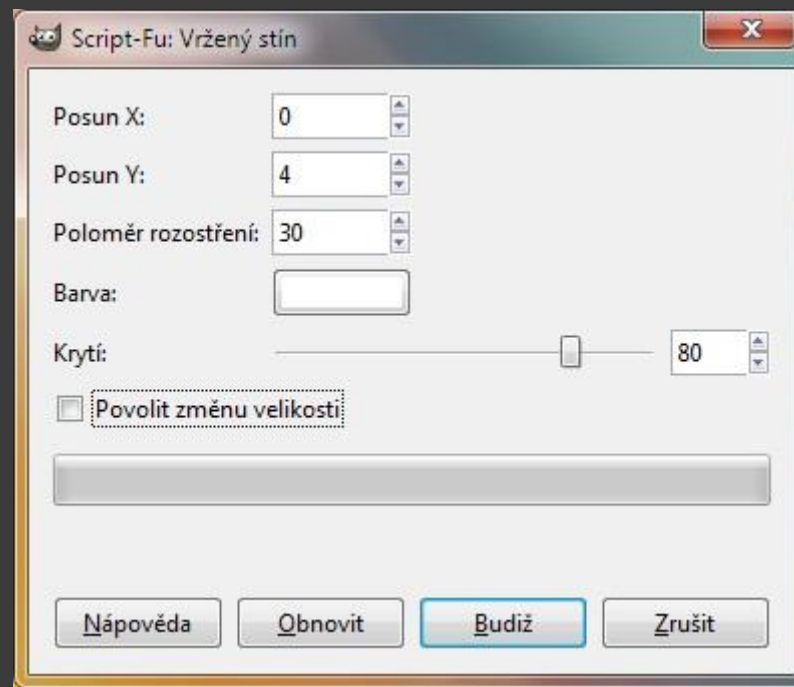 Script-Fu: Vržený stín
Posun X: 0
Posun Y: 4
Poloměr rozostření: 30
Barva:
Krytí: 80
Povolit změnu velikosti
Nápověda Obnovit Budiž Zrušit